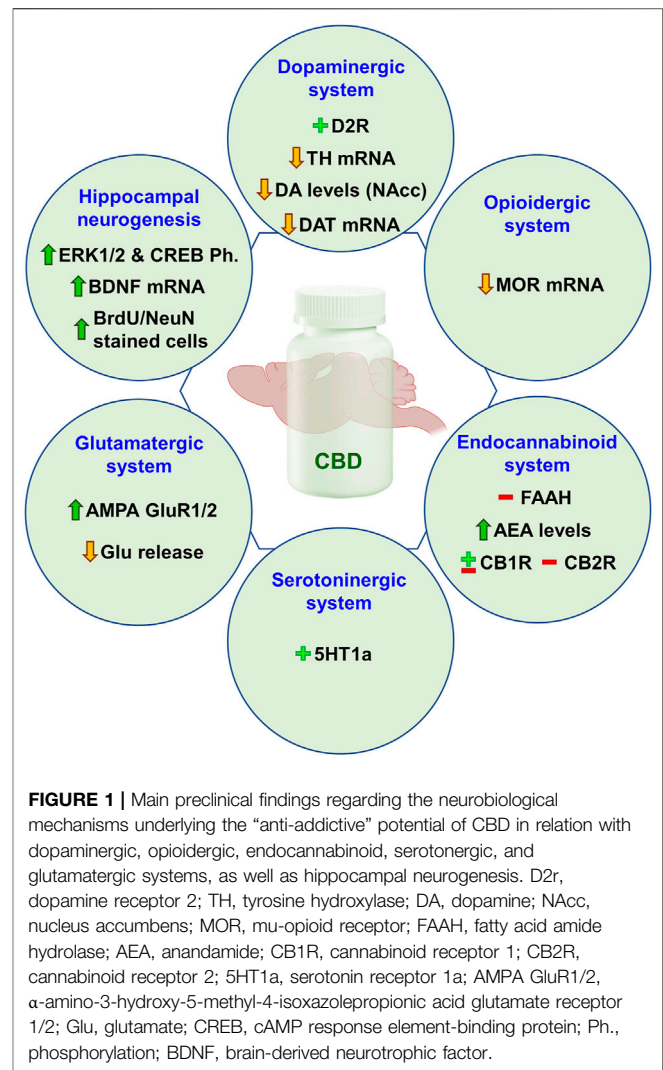 Dopaminergic
system
+ D2R
⬇ TH mRNA
⬇ DA levels (NAcc)
⬇ DAT mRNA
Hippocampal
neurogenesis
⬆ ERK1/2 & CREB Ph.
⬆ BDNF mRNA
⬆ BrdU/NeuN
stained cells
Opioidergic
system
⬇ MOR mRNA
CBD
Glutamatergic
system
⬆ AMPA GluR1/2
⬇ Glu release
Endocannabinoid
system
− FAAH
⬆ AEA levels
± CB1R − CB2R
Serotoninergic
system
+ 5HT1a
FIGURE 1 | Main preclinical findings regarding the neurobiological
mechanisms underlying the “anti-addictive” potential of CBD in relation with
dopaminergic, opioidergic, endocannabinoid, serotonergic, and
glutamatergic systems, as well as hippocampal neurogenesis. D2r,
dopamine receptor 2; TH, tyrosine hydroxylase; DA, dopamine; NAcc,
nucleus accumbens; MOR, mu-opioid receptor; FAAH, fatty acid amide
hydrolase; AEA, anandamide; CB1R, cannabinoid receptor 1; CB2R,
cannabinoid receptor 2; 5HT1a, serotonin receptor 1a; AMPA GluR1/2,
α-amino-3-hydroxy-5-methyl-4-isoxazolepropionic acid glutamate receptor
1/2; Glu, glutamate; CREB, cAMP response element-binding protein; Ph.,
phosphorylation; BDNF, brain-derived neurotrophic factor.